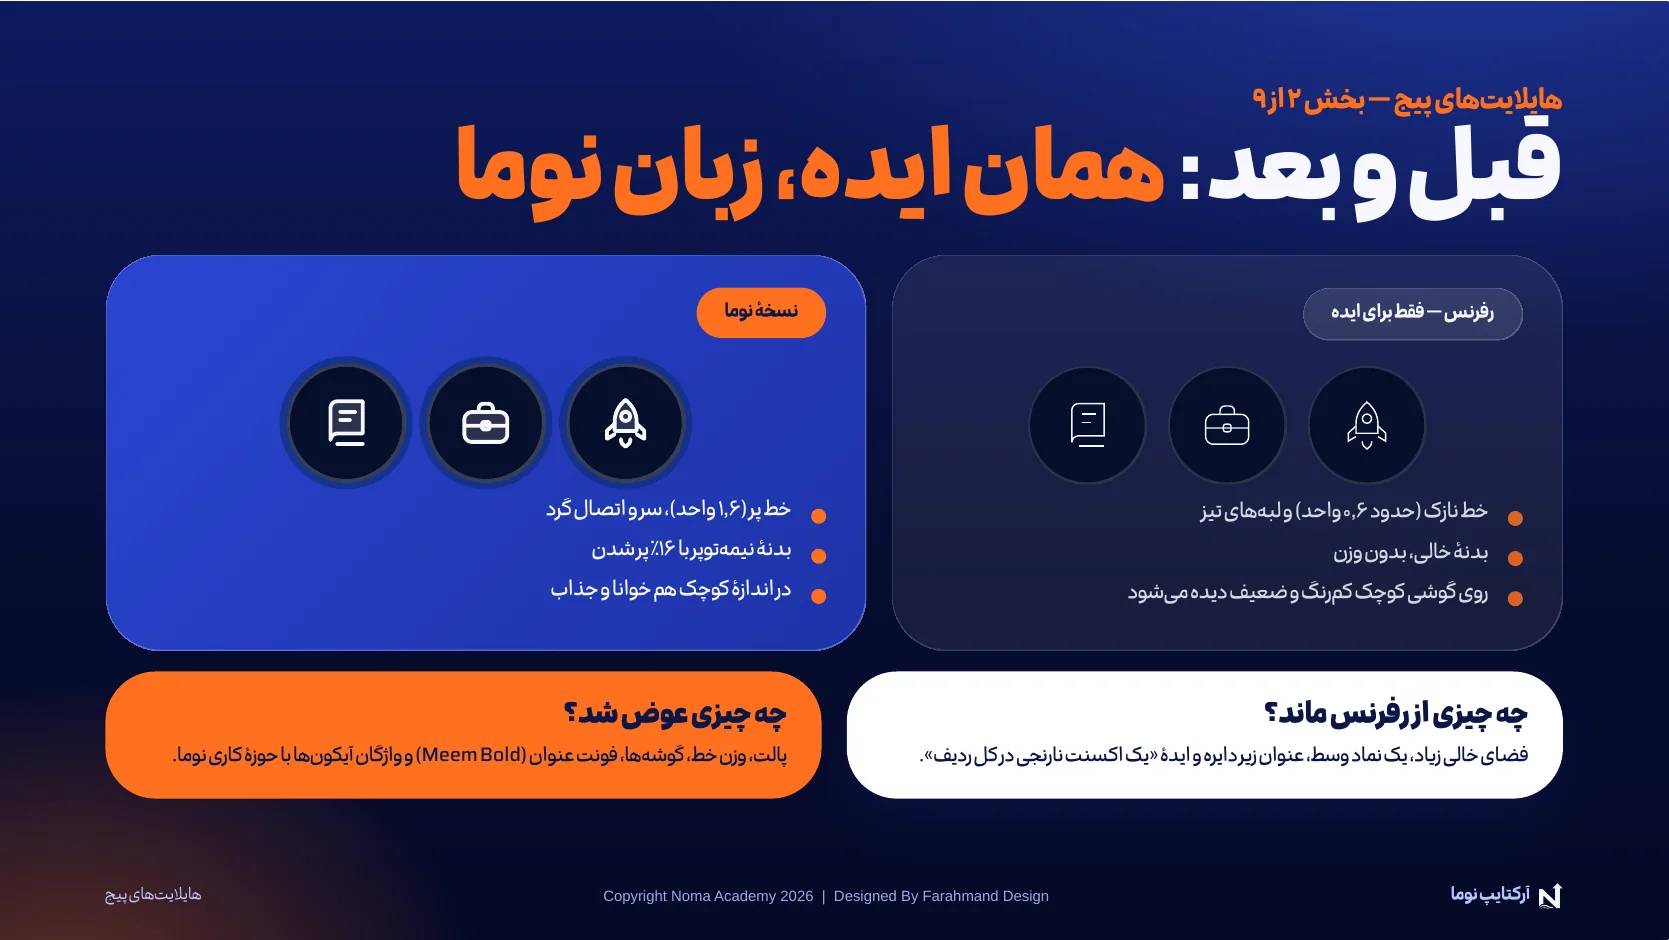 هایلایت‌های پیج — بخش ۲ از ۹
قبل و بعد: همان ایده، زبان نوما
رفرنس — فقط برای ایده
خط نازک (حدود ۰٫۶ واحد) و لبه‌های تیز
بدنهٔ خالی، بدون وزن
روی گوشی کوچک کم‌رنگ و ضعیف دیده می‌شود
نسخهٔ نوما
خط پر (۱٫۶ واحد)، سر و اتصال گرد
بدنهٔ نیمه‌توپر با ۱۶٪ پر شدن
در اندازهٔ کوچک هم خوانا و جذاب
چه چیزی از رفرنس ماند؟
فضای خالی زیاد، یک نماد وسط، عنوان زیر دایره و ایدهٔ «یک اکسنت نارنجی در کل ردیف».
چه چیزی عوض شد؟
پالت، وزن خط، گوشه‌ها، فونت عنوان (Meem Bold) و واژگان آیکون‌ها با حوزهٔ کاری نوما.
آرکتایپ نوما
Copyright Noma Academy 2026 | Designed By Farahmand Design
هایلایت‌های پیج